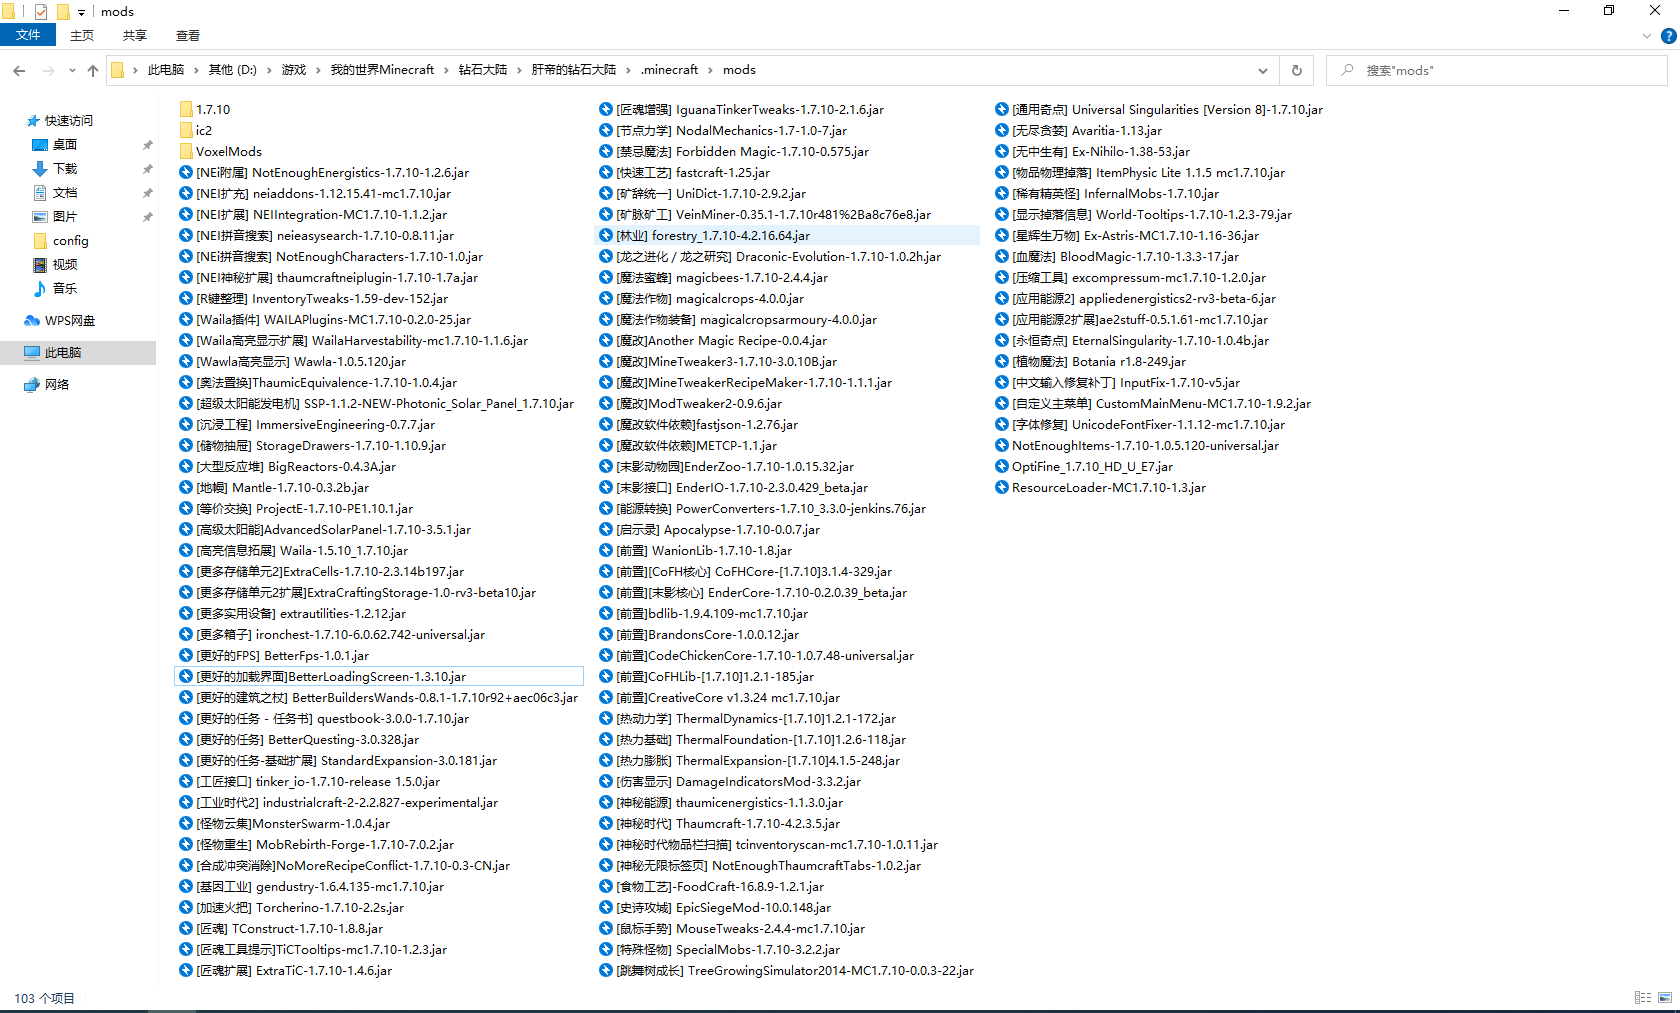 mods
文件 主页 共享 查看
此电脑 › 其他 (D:) › 游戏 › 我的世界Minecraft › 钻石大陆 › 肝帝的钻石大陆 › .minecraft › mods
搜索"mods"
快速访问
桌面
下载
文档
图片
config
视频
音乐
WPS网盘
此电脑
网络
1.7.10
ic2
VoxelMods
[NEi附属] NotEnoughEnergistics-1.7.10-1.2.6.jar
[NEI扩充] neiaddons-1.12.15.41-mc1.7.10.jar
[NEI扩展] NEIIntegration-MC1.7.10-1.1.2.jar
[NEI拼音搜索] neieasysearch-1.7.10-0.8.11.jar
[NEi拼音搜索] NotEnoughCharacters-1.7.10-1.0.jar
[NEI神秘扩展] thaumcraftneiplugin-1.7.10-1.7a.jar
[R键整理] InventoryTweaks-1.59-dev-152.jar
[Waila插件] WAILAPlugins-MC1.7.10-0.2.0-25.jar
[Waila高亮显示扩展] WailaHarvestability-mc1.7.10-1.1.6.jar
[Wawla高亮显示] Wawla-1.0.5.120.jar
[奥法置换]ThaumicEquivalence-1.7.10-1.0.4.jar
[超级太阳能发电机] SSP-1.1.2-NEW-Photonic_Solar_Panel_1.7.10.jar
[沉浸工程] ImmersiveEngineering-0.7.7.jar
[储物抽屉] StorageDrawers-1.7.10-1.10.9.jar
[大型反应堆] BigReactors-0.4.3A.jar
[地幔] Mantle-1.7.10-0.3.2b.jar
[等价交换] ProjectE-1.7.10-PE1.10.1.jar
[高级太阳能]AdvancedSolarPanel-1.7.10-3.5.1.jar
[高亮信息拓展] Waila-1.5.10_1.7.10.jar
[更多存储单元2]ExtraCells-1.7.10-2.3.14b197.jar
[更多存储单元2扩展]ExtraCraftingStorage-1.0-rv3-beta10.jar
[更多实用设备] extrautilities-1.2.12.jar
[更多箱子] ironchest-1.7.10-6.0.62.742-universal.jar
[更好的FPS] BetterFps-1.0.1.jar
[更好的加载界面]BetterLoadingScreen-1.3.10.jar
[更好的建筑之杖] BetterBuildersWands-0.8.1-1.7.10r92+aec06c3.jar
[更好的任务 - 任务书] questbook-3.0.0-1.7.10.jar
[更好的任务] BetterQuesting-3.0.328.jar
[更好的任务-基础扩展] StandardExpansion-3.0.181.jar
[工匠接口] tinker_io-1.7.10-release 1.5.0.jar
[工业时代2] industrialcraft-2-2.2.827-experimental.jar
[怪物云集]MonsterSwarm-1.0.4.jar
[怪物重生] MobRebirth-Forge-1.7.10-7.0.2.jar
[合成冲突消除]NoMoreRecipeConflict-1.7.10-0.3-CN.jar
[基因工业] gendustry-1.6.4.135-mc1.7.10.jar
[加速火把] Torcherino-1.7.10-2.2s.jar
[匠魂] TConstruct-1.7.10-1.8.8.jar
[匠魂工具提示]TiCTooltips-mc1.7.10-1.2.3.jar
[匠魂扩展] ExtraTiC-1.7.10-1.4.6.jar
[匠魂增强] IguanaTinkerTweaks-1.7.10-2.1.6.jar
[节点力学] NodalMechanics-1.7-1.0-7.jar
[禁忌魔法] Forbidden Magic-1.7.10-0.575.jar
[快速工艺] fastcraft-1.25.jar
[矿辞统一] UniDict-1.7.10-2.9.2.jar
[矿脉矿工] VeinMiner-0.35.1-1.7.10r481%2Ba8c76e8.jar
[林业] forestry_1.7.10-4.2.16.64.jar
[龙之进化 / 龙之研究] Draconic-Evolution-1.7.10-1.0.2h.jar
[魔法蜜蜂] magicbees-1.7.10-2.4.4.jar
[魔法作物] magicalcrops-4.0.0.jar
[魔法作物装备] magicalcropsarmoury-4.0.0.jar
[魔改]Another Magic Recipe-0.0.4.jar
[魔改]MineTweaker3-1.7.10-3.0.10B.jar
[魔改]MineTweakerRecipeMaker-1.7.10-1.1.1.jar
[魔改]ModTweaker2-0.9.6.jar
[魔改软件依赖]fastjson-1.2.76.jar
[魔改软件依赖]METCP-1.1.jar
[末影动物园]EnderZoo-1.7.10-1.0.15.32.jar
[末影接口] EnderIO-1.7.10-2.3.0.429_beta.jar
[能源转换] PowerConverters-1.7.10_3.3.0-jenkins.76.jar
[启示录] Apocalypse-1.7.10-0.0.7.jar
[前置] WanionLib-1.7.10-1.8.jar
[前置][CoFH核心] CoFHCore-[1.7.10]3.1.4-329.jar
[前置][末影核心] EnderCore-1.7.10-0.2.0.39_beta.jar
[前置]bdlib-1.9.4.109-mc1.7.10.jar
[前置]BrandonsCore-1.0.0.12.jar
[前置]CodeChickenCore-1.7.10-1.0.7.48-universal.jar
[前置]CoFHLib-[1.7.10]1.2.1-185.jar
[前置]CreativeCore v1.3.24 mc1.7.10.jar
[热动力学] ThermalDynamics-[1.7.10]1.2.1-172.jar
[热力基础] ThermalFoundation-[1.7.10]1.2.6-118.jar
[热力膨胀] ThermalExpansion-[1.7.10]4.1.5-248.jar
[伤害显示] DamageIndicatorsMod-3.3.2.jar
[神秘能源] thaumicenergistics-1.1.3.0.jar
[神秘时代] Thaumcraft-1.7.10-4.2.3.5.jar
[神秘时代物品栏扫描] tcinventoryscan-mc1.7.10-1.0.11.jar
[神秘无限标签页] NotEnoughThaumcraftTabs-1.0.2.jar
[食物工艺]-FoodCraft-16.8.9-1.2.1.jar
[史诗攻城] EpicSiegeMod-10.0.148.jar
[鼠标手势] MouseTweaks-2.4.4-mc1.7.10.jar
[特殊怪物] SpecialMobs-1.7.10-3.2.2.jar
[跳舞树成长] TreeGrowingSimulator2014-MC1.7.10-0.0.3-22.jar
[通用奇点] Universal Singularities [Version 8]-1.7.10.jar
[无尽贪婪] Avaritia-1.13.jar
[无中生有] Ex-Nihilo-1.38-53.jar
[物品物理掉落] ItemPhysic Lite 1.1.5 mc1.7.10.jar
[稀有精英怪] InfernalMobs-1.7.10.jar
[显示掉落信息] World-Tooltips-1.7.10-1.2.3-79.jar
[星辉生万物] Ex-Astris-MC1.7.10-1.16-36.jar
[血魔法] BloodMagic-1.7.10-1.3.3-17.jar
[压缩工具] excompressum-mc1.7.10-1.2.0.jar
[应用能源2] appliedenergistics2-rv3-beta-6.jar
[应用能源2扩展]ae2stuff-0.5.1.61-mc1.7.10.jar
[永恒奇点] EternalSingularity-1.7.10-1.0.4b.jar
[植物魔法] Botania r1.8-249.jar
[中文输入修复补丁] InputFix-1.7.10-v5.jar
[自定义主菜单] CustomMainMenu-MC1.7.10-1.9.2.jar
[字体修复] UnicodeFontFixer-1.1.12-mc1.7.10.jar
NotEnoughItems-1.7.10-1.0.5.120-universal.jar
OptiFine_1.7.10_HD_U_E7.jar
ResourceLoader-MC1.7.10-1.3.jar
103 个项目